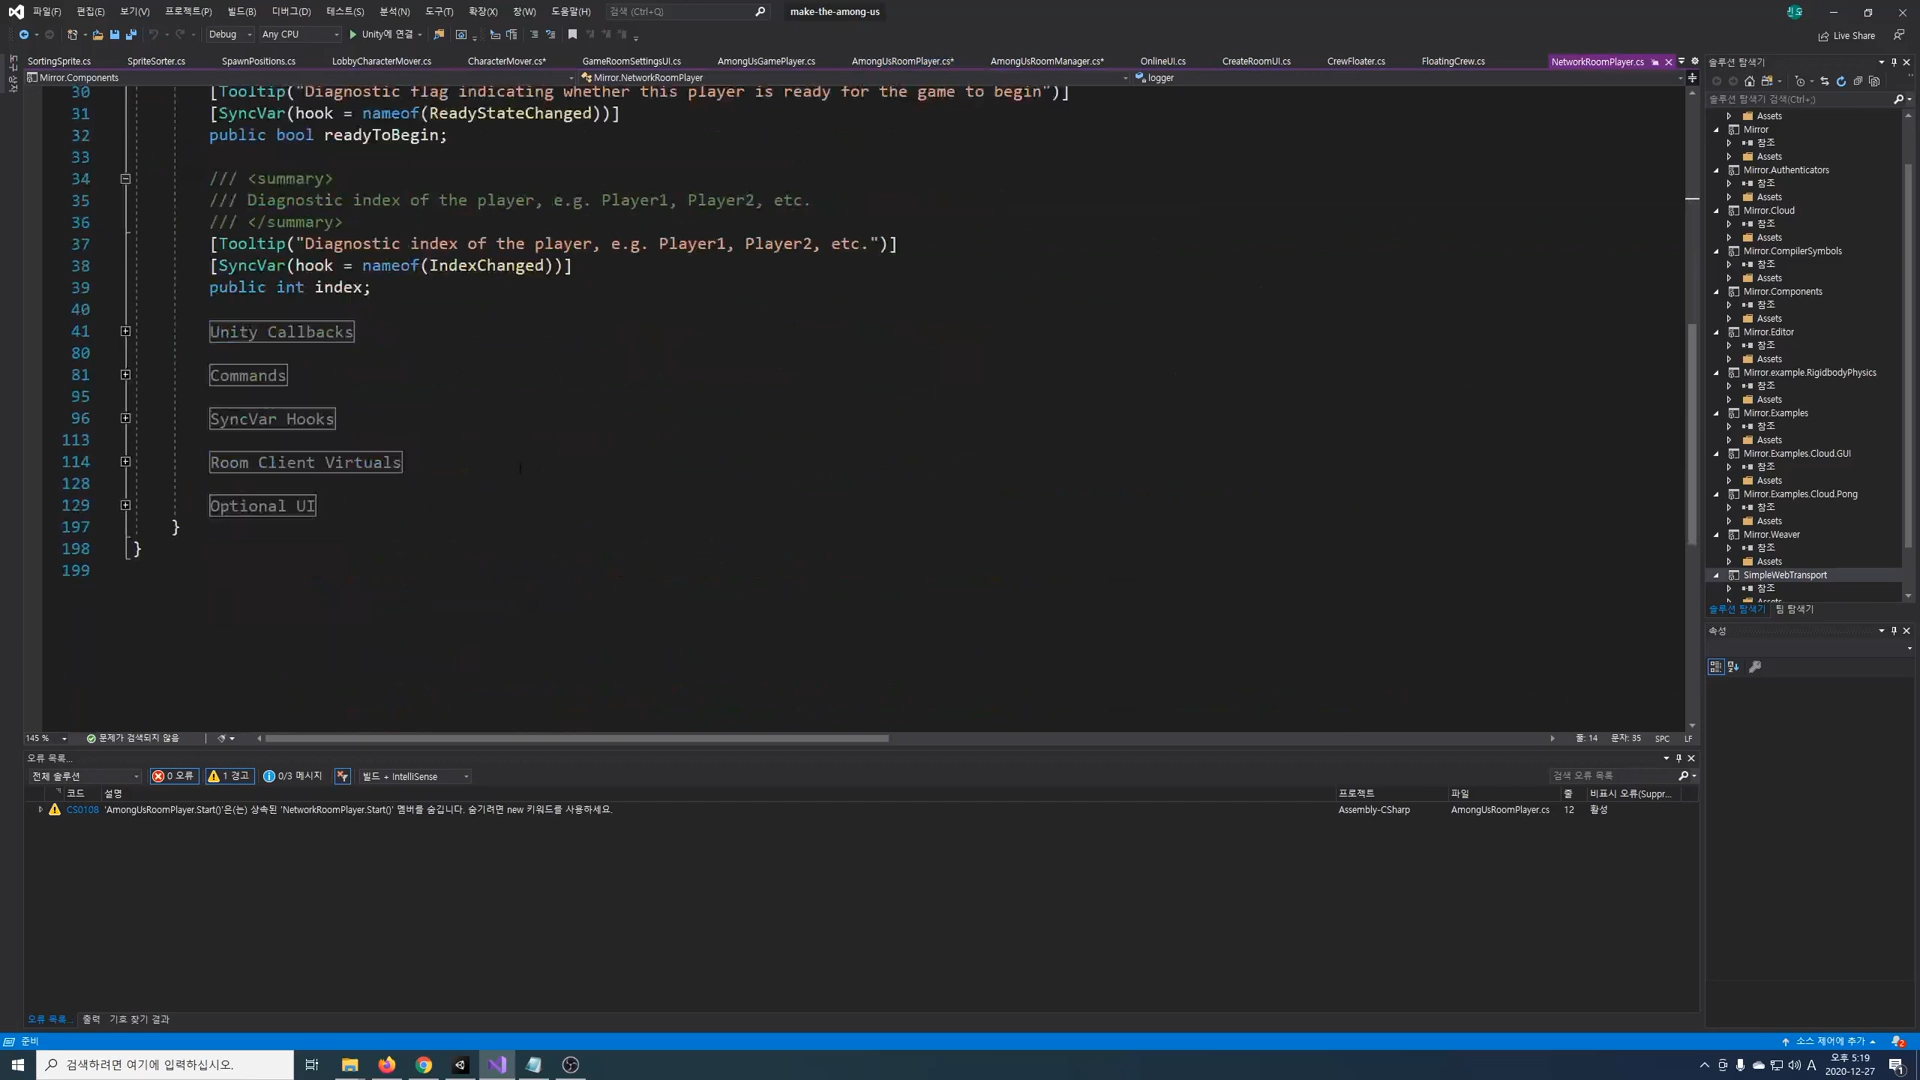 파일(F) 편집(E) 보기(V) 프로젝트(P) 빌드(B) 디버그(D) 테스트(S) 분석(N) 도구(T) 확장(X) 창(W) 도움말(H) 검색 (Ctrl+Q) make-the-among-us
Debug Any CPU Unity에 연결 Live Share
SortingSprite.cs SpriteSorter.cs SpawnPositions.cs LobbyCharacterMover.cs CharacterMover.cs* GameRoomSettingsUI.cs AmongUsGamePlayer.cs AmongUsRoomPlayer.cs* AmongUsRoomManager.cs* OnlineUI.cs CreateRoomUI.cs CrewFloater.cs FloatingCrew.cs NetworkRoomPlayer.cs
Mirror.Components Mirror.NetworkRoomPlayer logger
30 [Tooltip("Diagnostic flag indicating whether this player is ready for the game to begin")]
31 [SyncVar(hook = nameof(ReadyStateChanged))]
32 public bool readyToBegin;
33
34 /// <summary>
35 /// Diagnostic index of the player, e.g. Player1, Player2, etc.
36 /// </summary>
37 [Tooltip("Diagnostic index of the player, e.g. Player1, Player2, etc.")]
38 [SyncVar(hook = nameof(IndexChanged))]
39 public int index;
40
41 Unity Callbacks
80
81 Commands
95
96 SyncVar Hooks
113
114 Room Client Virtuals
128
129 Optional UI
197 }
198 }
199
145 % 문제가 검색되지 않음 줄: 14 문자: 35 SPC LF
오류 목록...
전체 솔루션 0 오류 1 경고 0/3 메시지 빌드 + IntelliSense 검색 오류 목록
코드 설명 프로젝트 파일 줄 비표시 오류(Suppr...
CS0108 'AmongUsRoomPlayer.Start()'은(는) 상속된 'NetworkRoomPlayer.Start()' 멤버를 숨깁니다. 숨기려면 new 키워드를 사용하세요. Assembly-CSharp AmongUsRoomPlayer.cs 12 활성
오류 목록... 출력 기호 찾기 결과
솔루션 탐색기
솔루션 탐색기 검색(Ctrl+;)
Assets
Mirror
참조
Assets
Mirror.Authenticators
참조
Assets
Mirror.Cloud
참조
Assets
Mirror.CompilerSymbols
참조
Assets
Mirror.Components
참조
Assets
Mirror.Editor
참조
Assets
Mirror.example.RigidbodyPhysics
참조
Assets
Mirror.Examples
참조
Assets
Mirror.Examples.Cloud.GUI
참조
Assets
Mirror.Examples.Cloud.Pong
참조
Assets
Mirror.Weaver
참조
Assets
SimpleWebTransport
참조
Assets
솔루션 탐색기 팀 탐색기
속성
준비 소스 제어에 추가 2
검색하려면 여기에 입력하십시오. A 오후 5:19
2020-12-27 1